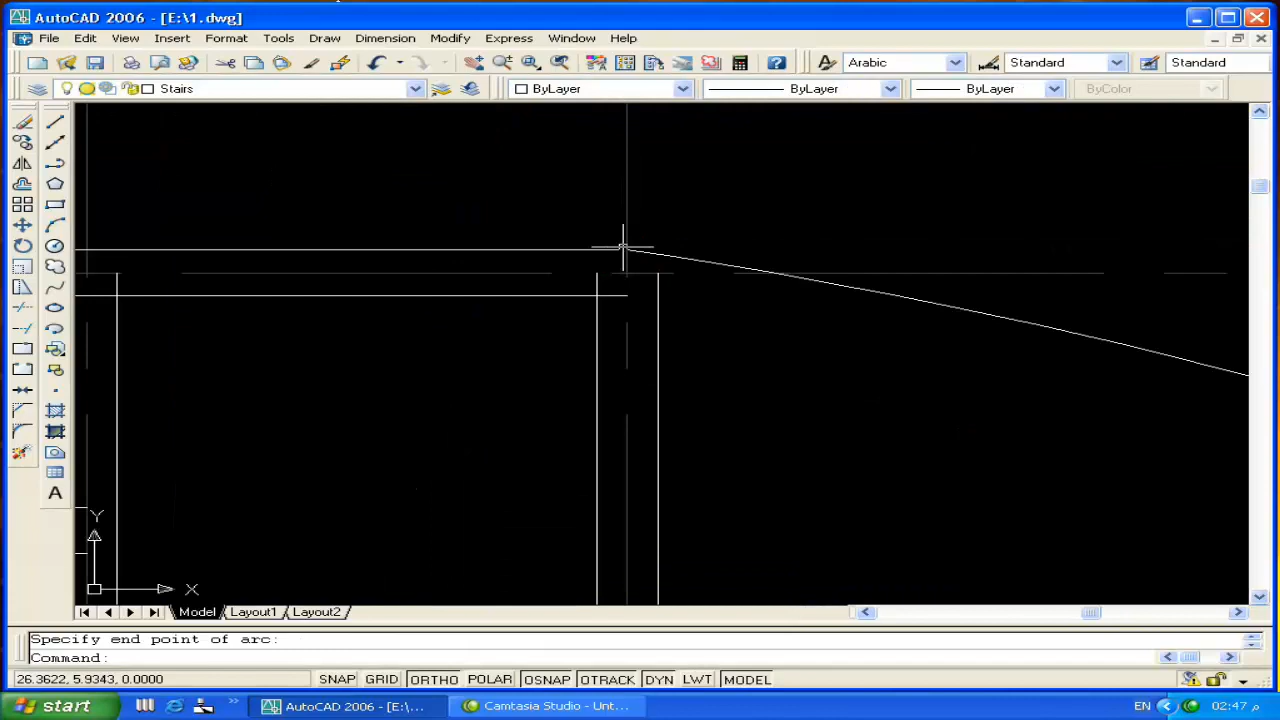 AutoCAD 2006 - [E:\1.dwg]
File Edit View Insert Format Tools Draw Dimension Modify Express Window Help
Arabic Standard Standard
Stairs ByLayer ByLayer ByLayer ByColor
Y
X
A
Model Layout1 Layout2
Specify end point of arc:
Command:
26.3622, 5.9343, 0.0000 SNAP GRID ORTHO POLAR OSNAP OTRACK DYN LWT MODEL
start AutoCAD 2006 - [E:\... Camtasia Studio - Unt... EN 02:47 م